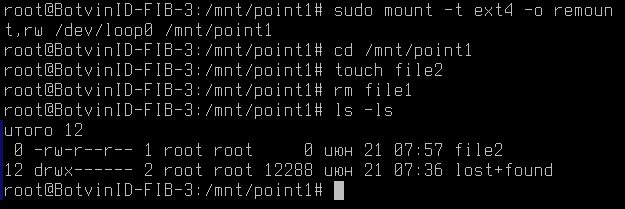 root@BotvinID-FIB-3:/mnt/point1# sudo mount -t ext4 -o remoun
t,rw /dev/loop0 /mnt/point1
root@BotvinID-FIB-3:/mnt/point1# cd /mnt/point1
root@BotvinID-FIB-3:/mnt/point1# touch file2
root@BotvinID-FIB-3:/mnt/point1# rm file1
root@BotvinID-FIB-3:/mnt/point1# ls -ls
итого 12
 0 -rw-r--r-- 1 root root     0 июн 21 07:57 file2
12 drwx------ 2 root root 12288 июн 21 07:36 lost+found
root@BotvinID-FIB-3:/mnt/point1#